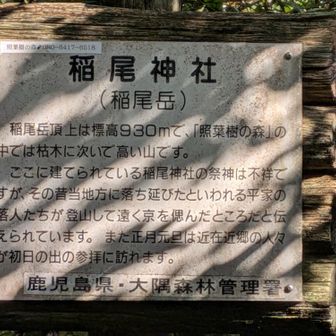 照葉樹の森 080-6417-6518
稲尾神社
(稲尾岳)
稲尾岳頂上は標高930mで、「照葉樹の森」の
中では枯木に次いで高い山です。
ここに建てられている稲尾神社の祭神は不祥で
すが、その昔当地方に落ち延びたといわれる平家の
落人たちが登山して遠く京を偲んだところだと伝
えられています。また正月元旦は近在近郷の人々
が初日の出の参拝に訪れます。
鹿児島県・大隅森林管理署